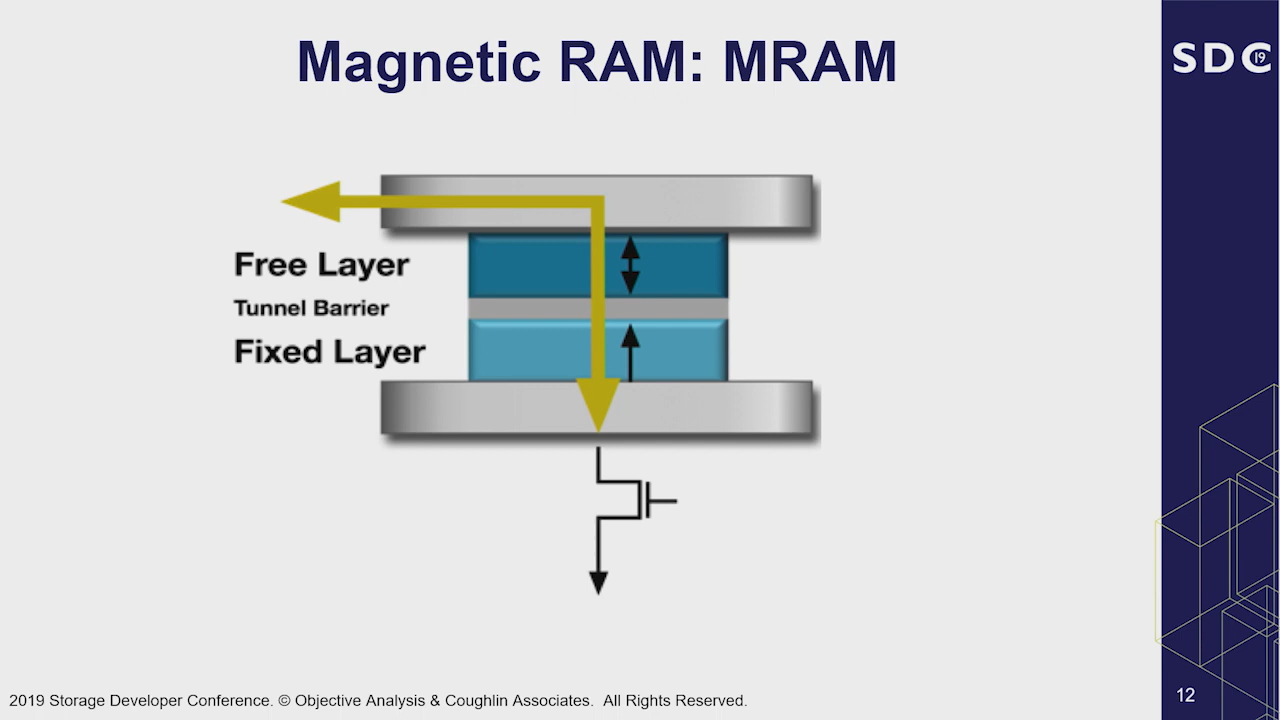 Magnetic RAM: MRAM
SDC 19
Free Layer
Tunnel Barrier
Fixed Layer
2019 Storage Developer Conference. © Objective Analysis & Coughlin Associates. All Rights Reserved.
12